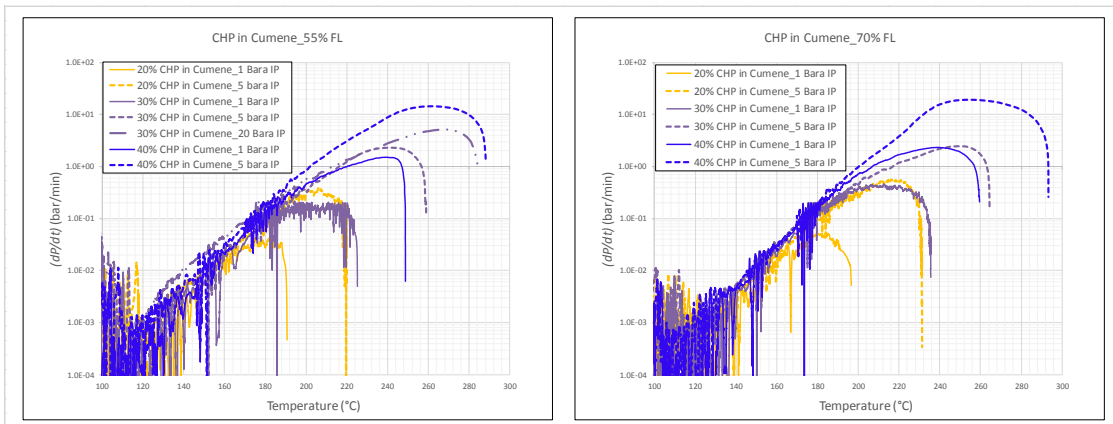 CHP in Cumene_55% FL
1.0E+02
1.0E+01
1.0E+00
1.0E-01
1.0E-02
1.0E-03
1.0E-04
(dP/dt) (bar/min)
20% CHP in Cumene_1 Bara IP
20% CHP in Cumene_5 bara IP
30% CHP in Cumene_1 Bara IP
30% CHP in Cumene_5 bara IP
30% CHP in Cumene_20 Bara IP
40% CHP in Cumene_1 Bara IP
40% CHP in Cumene_5 bara IP
100 120 140 160 180 200 220 240 260 280 300
Temperature (°C)
CHP in Cumene_70% FL
1.0E+02
1.0E+01
1.0E+00
1.0E-01
1.0E-02
1.0E-03
1.0E-04
(dP/dt) (bar/min)
20% CHP in Cumene_1 Bara IP
20% CHP in Cumene_5 Bara IP
30% CHP in Cumene_1 Bara IP
30% CHP in Cumene_5 Bara IP
40% CHP in Cumene_1 Bara IP
40% CHP in Cumene_5 Bara IP
100 120 140 160 180 200 220 240 260 280 300
Temperature (°C)